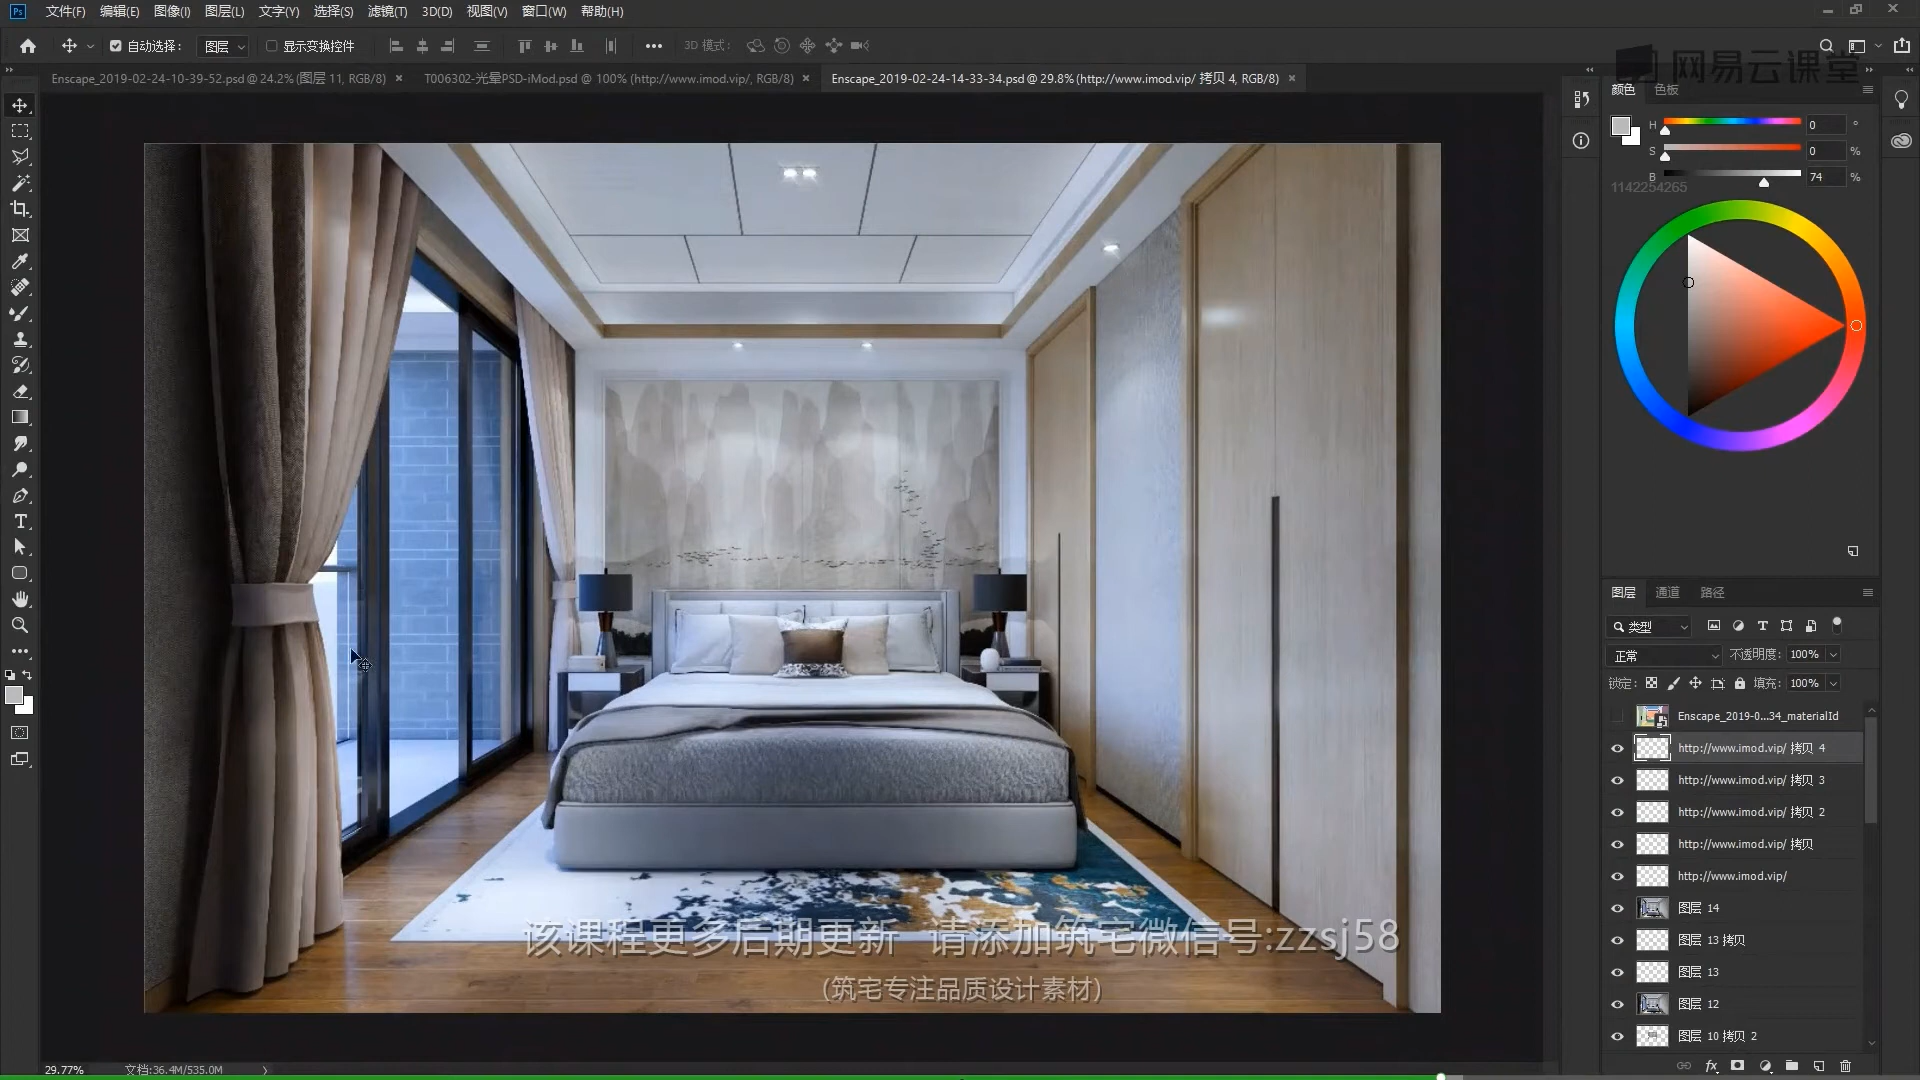 文件(F) 编辑(E) 图像(I) 图层(L) 文字(Y) 选择(S) 滤镜(T) 3D(D) 视图(V) 窗口(W) 帮助(H)
自动选择: 图层 显示变换控件 3D 模式:
网易云课堂
Enscape_2019-02-24-10-39-52.psd @ 24.2% (图层 11, RGB/8) ×
T006302-光晕PSD-iMod.psd @ 100% (http://www.imod.vip/, RGB/8) ×
Enscape_2019-02-24-14-33-34.psd @ 29.8% (http://www.imod.vip/ 拷贝 4, RGB/8) ×
颜色 色板
H 0 °
S 0 %
B 74 %
1142254265
图层 通道 路径
类型
正常 不透明度: 100%
锁定: 填充: 100%
Enscape_2019-0...34_materialId
http://www.imod.vip/ 拷贝 4
http://www.imod.vip/ 拷贝 3
http://www.imod.vip/ 拷贝 2
http://www.imod.vip/ 拷贝
http://www.imod.vip/
图层 14
图层 13 拷贝
图层 13
图层 12
图层 10 拷贝 2
该课程更多后期更新 请添加筑宅微信号:zzsj58
(筑宅专注品质设计素材)
29.77% 文档:36.4M/535.0M